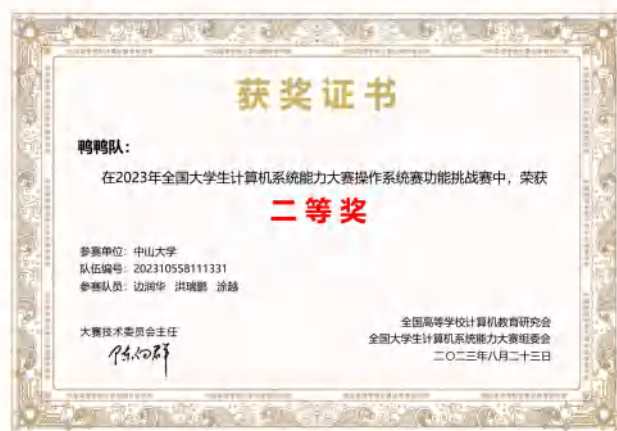 获奖证书
鸭鸭队：
在2023年全国大学生计算机系统能力大赛操作系统赛功能挑战赛中，荣获
二等奖
参赛单位：中山大学
队伍编号：202310558111331
参赛队员：边润华 洪瑞鹏 涂越
大赛技术委员会主任
陈向群
全国高等学校计算机教育研究会
全国大学生计算机系统能力大赛组委会
二〇二三年八月二十三日